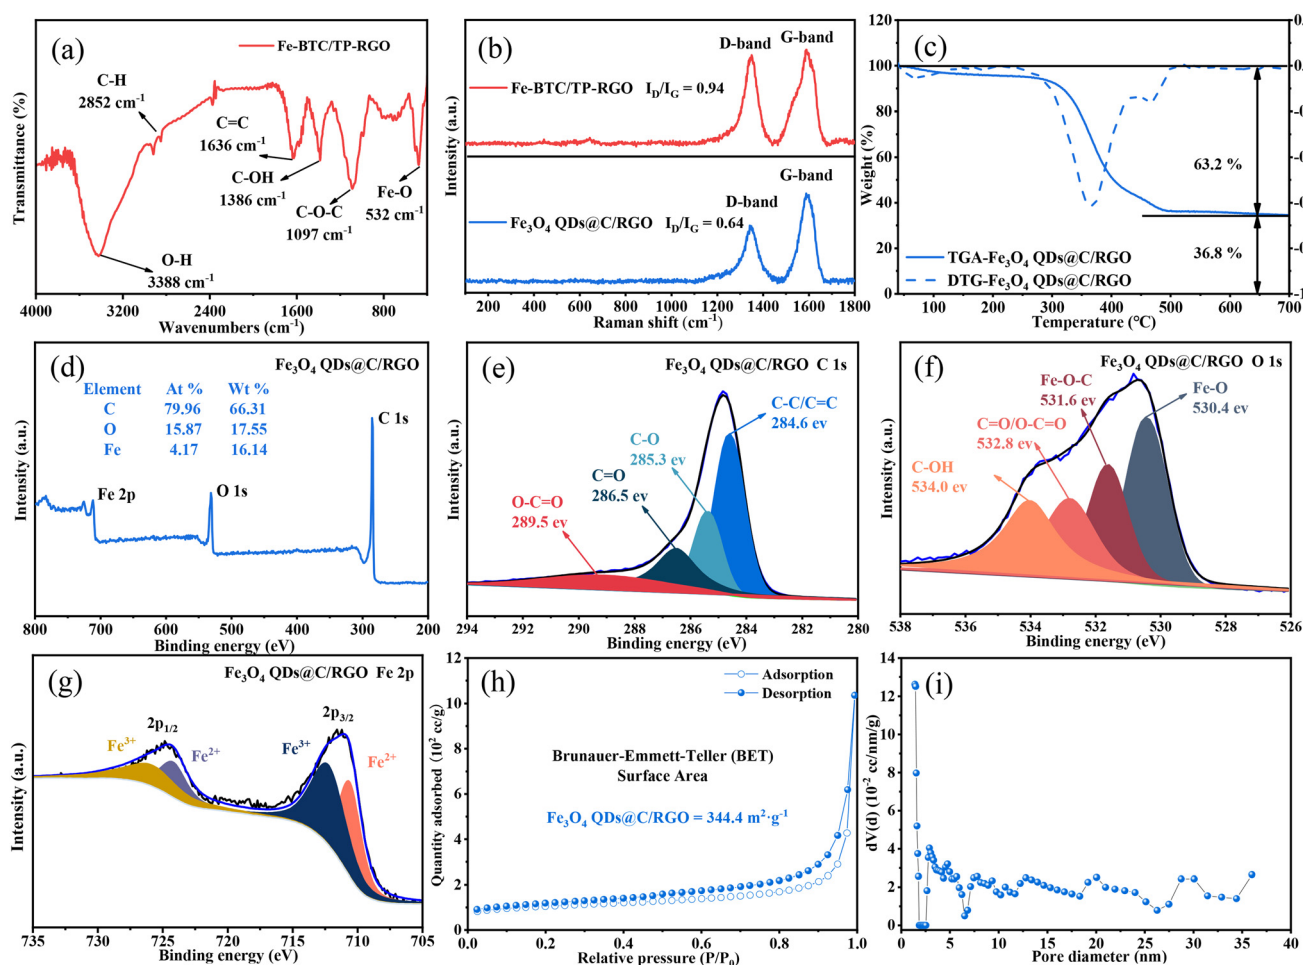 (a)
Fe-BTC/TP-RGO
C-H
2852 cm⁻¹
C=C
1636 cm⁻¹
C-OH
1386 cm⁻¹
C-O-C
1097 cm⁻¹
Fe-O
532 cm⁻¹
O-H
3388 cm⁻¹
Transmittance (%)
4000 3200 2400 1600 800
Wavenumbers (cm⁻¹)
(b)
D-band
G-band
Fe-BTC/TP-RGO I_D/I_G = 0.94
D-band
G-band
Fe₃O₄ QDs@C/RGO I_D/I_G = 0.64
Intensity (a.u.)
200 400 600 800 1000 1200 1400 1600 1800
Raman shift (cm⁻¹)
(c)
120
100
80
60
40
20
0
Weight (%)
63.2 %
36.8 %
TGA-Fe₃O₄ QDs@C/RGO
DTG-Fe₃O₄ QDs@C/RGO
100 200 300 400 500 600 700
Temperature (℃)
(d)
Fe₃O₄ QDs@C/RGO
Element At % Wt %
C 79.96 66.31
O 15.87 17.55
Fe 4.17 16.14
C 1s
Fe 2p
O 1s
Intensity (a.u.)
800 700 600 500 400 300 200
Binding energy (eV)
(e)
Fe₃O₄ QDs@C/RGO C 1s
C-C/C=C
284.6 ev
C-O
285.3 ev
C=O
286.5 ev
O-C=O
289.5 ev
Intensity (a.u.)
294 292 290 288 286 284 282 280
Binding energy (eV)
(f)
Fe₃O₄ QDs@C/RGO O 1s
Fe-O-C
531.6 ev
Fe-O
530.4 ev
C=O/O-C=O
532.8 ev
C-OH
534.0 ev
Intensity (a.u.)
538 536 534 532 530 528 526
Binding energy (eV)
(g)
Fe₃O₄ QDs@C/RGO Fe 2p
2p₁/₂
2p₃/₂
Fe³⁺
Fe²⁺
Fe³⁺
Fe²⁺
Intensity (a.u.)
735 730 725 720 715 710 705
Binding energy (eV)
(h)
Adsorption
Desorption
Brunauer-Emmett-Teller (BET)
Surface Area
Fe₃O₄ QDs@C/RGO = 344.4 m²·g⁻¹
Quantity adsorbed (10² cc/g)
12
10
8
6
4
2
0
0.0 0.2 0.4 0.6 0.8 1.0
Relative pressure (P/P₀)
(i)
dV(d) (10⁻² cc/nm/g)
14
12
10
8
6
4
2
0
0 5 10 15 20 25 30 35 40
Pore diameter (nm)